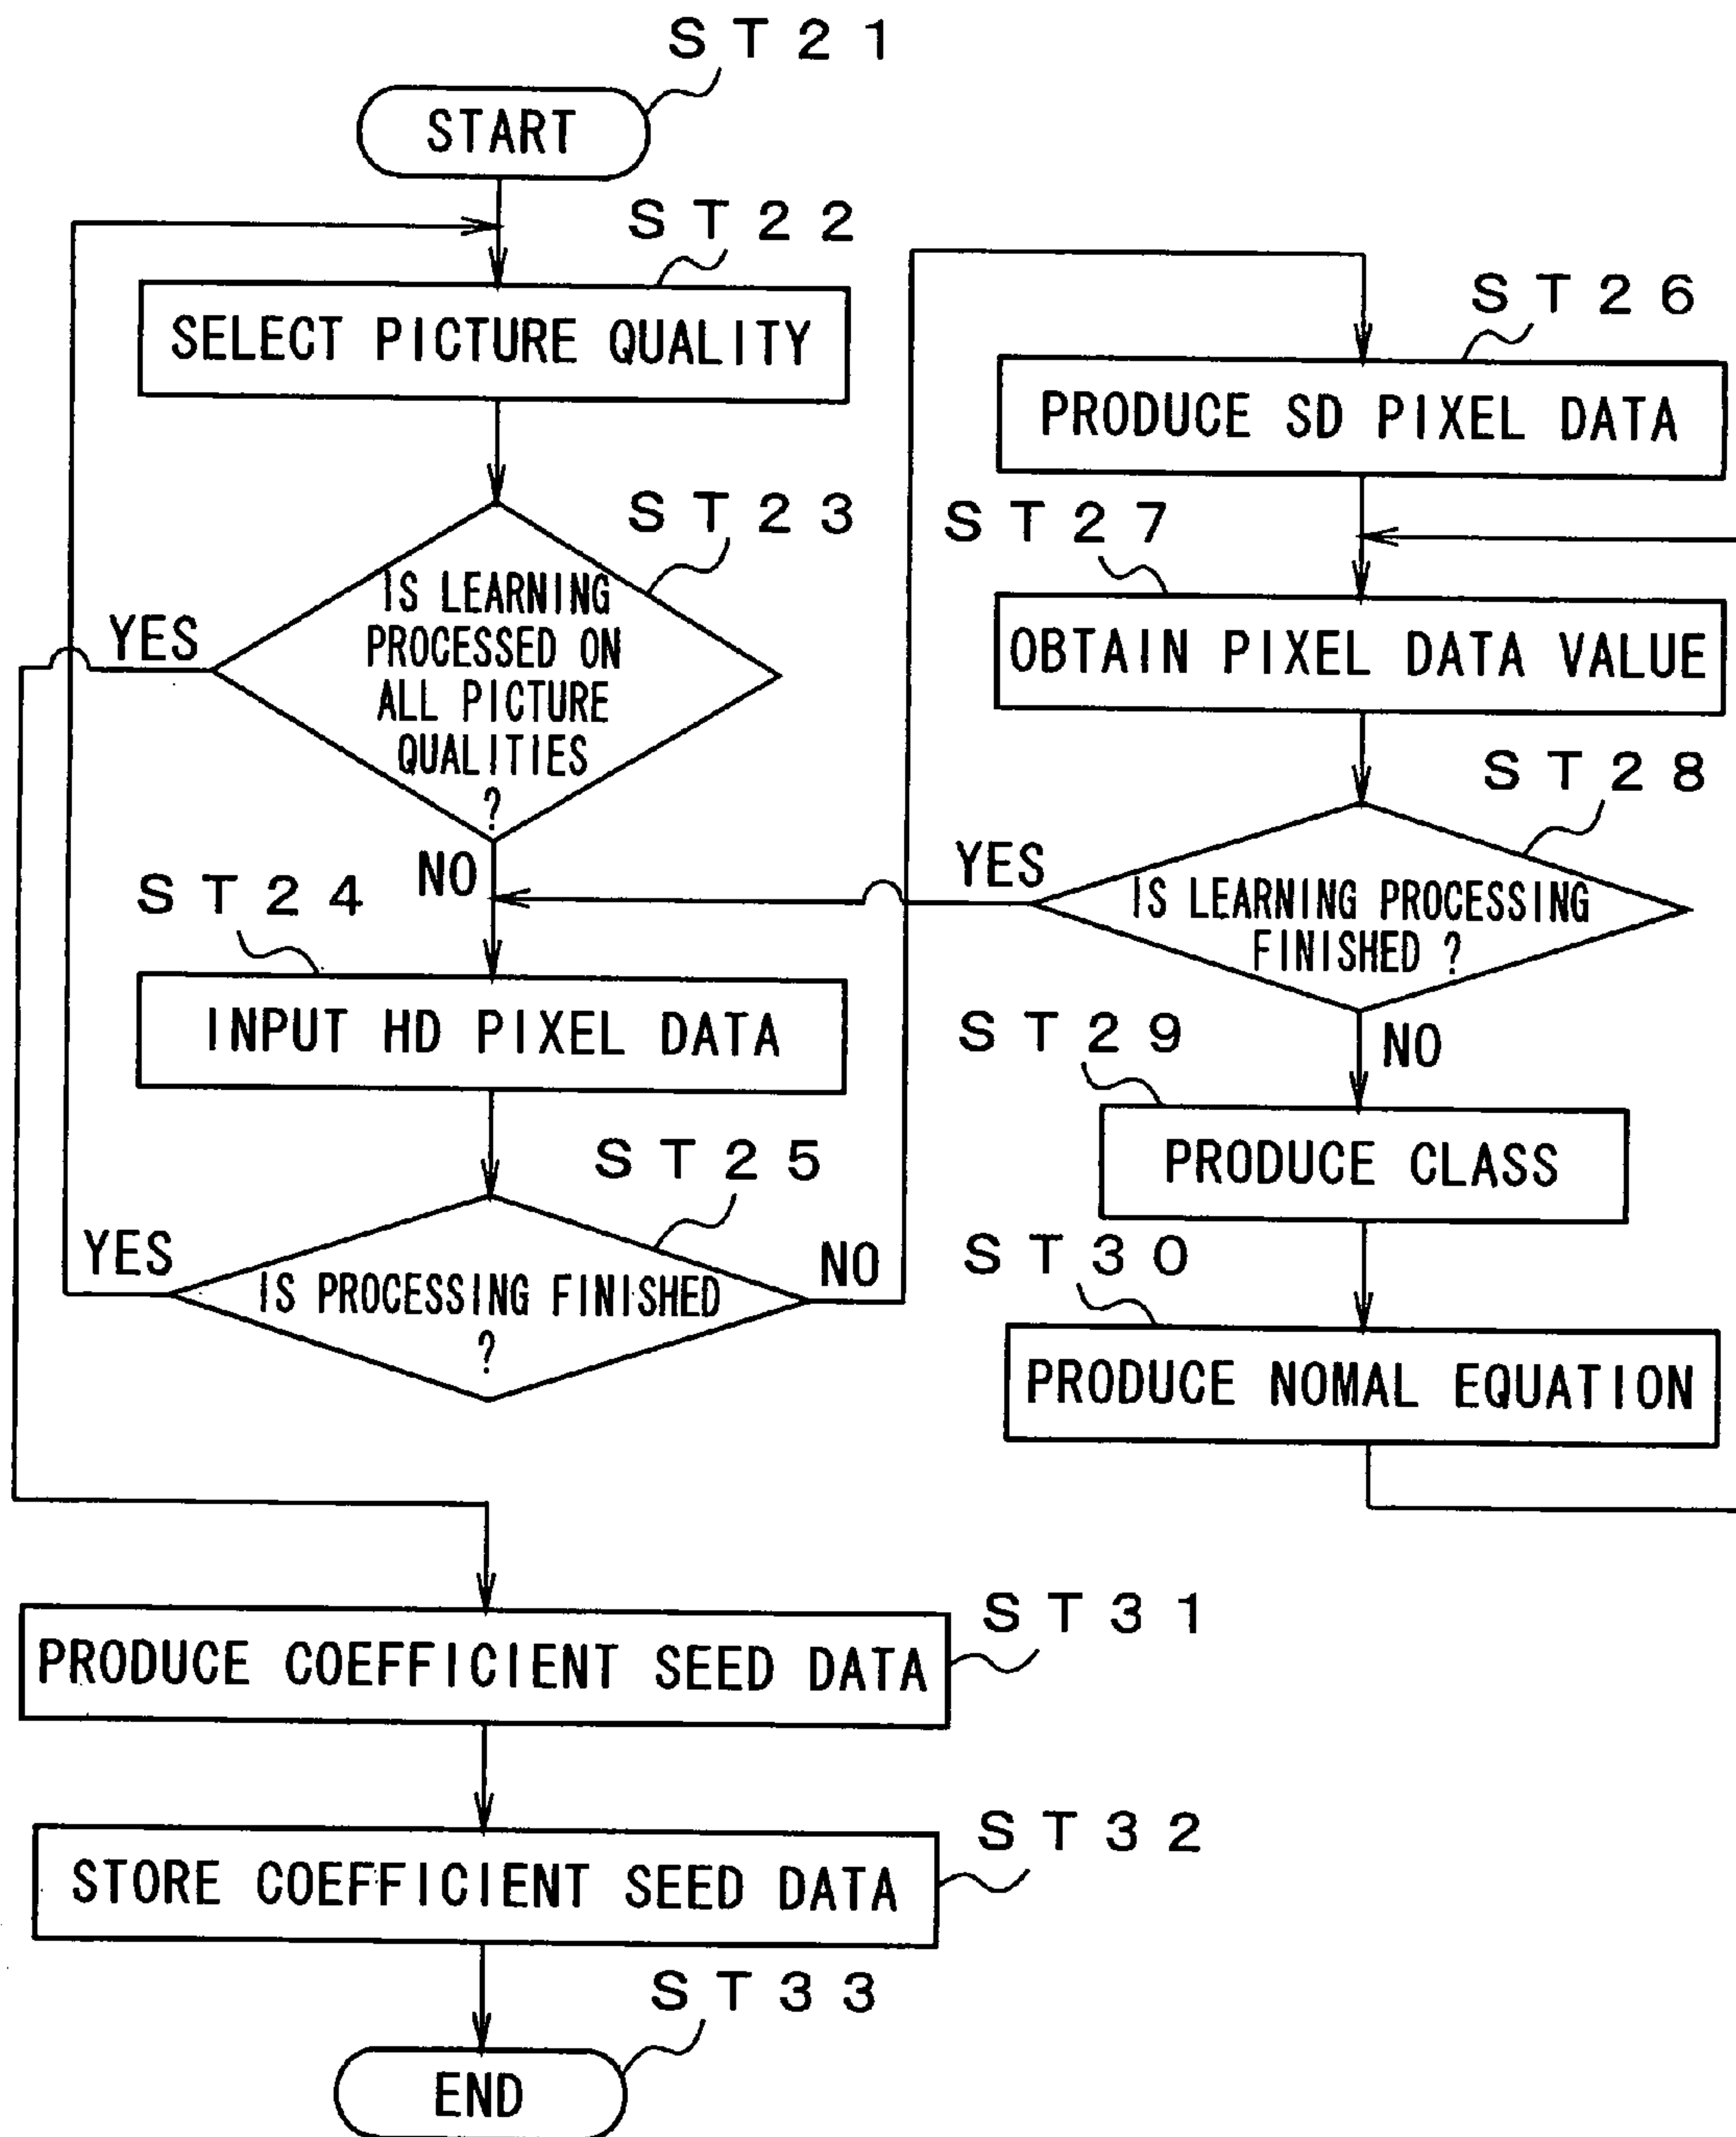 ST21
START
ST22
SELECT PICTURE QUALITY
ST23
IS LEARNING
PROCESSED ON
ALL PICTURE
QUALITIES
?
YES
NO
ST24
INPUT HD PIXEL DATA
ST25
IS PROCESSING FINISHED
?
YES
NO
ST26
PRODUCE SD PIXEL DATA
ST27
OBTAIN PIXEL DATA VALUE
ST28
IS LEARNING PROCESSING
FINISHED ?
YES
NO
ST29
PRODUCE CLASS
ST30
PRODUCE NOMAL EQUATION
ST31
PRODUCE COEFFICIENT SEED DATA
ST32
STORE COEFFICIENT SEED DATA
ST33
END